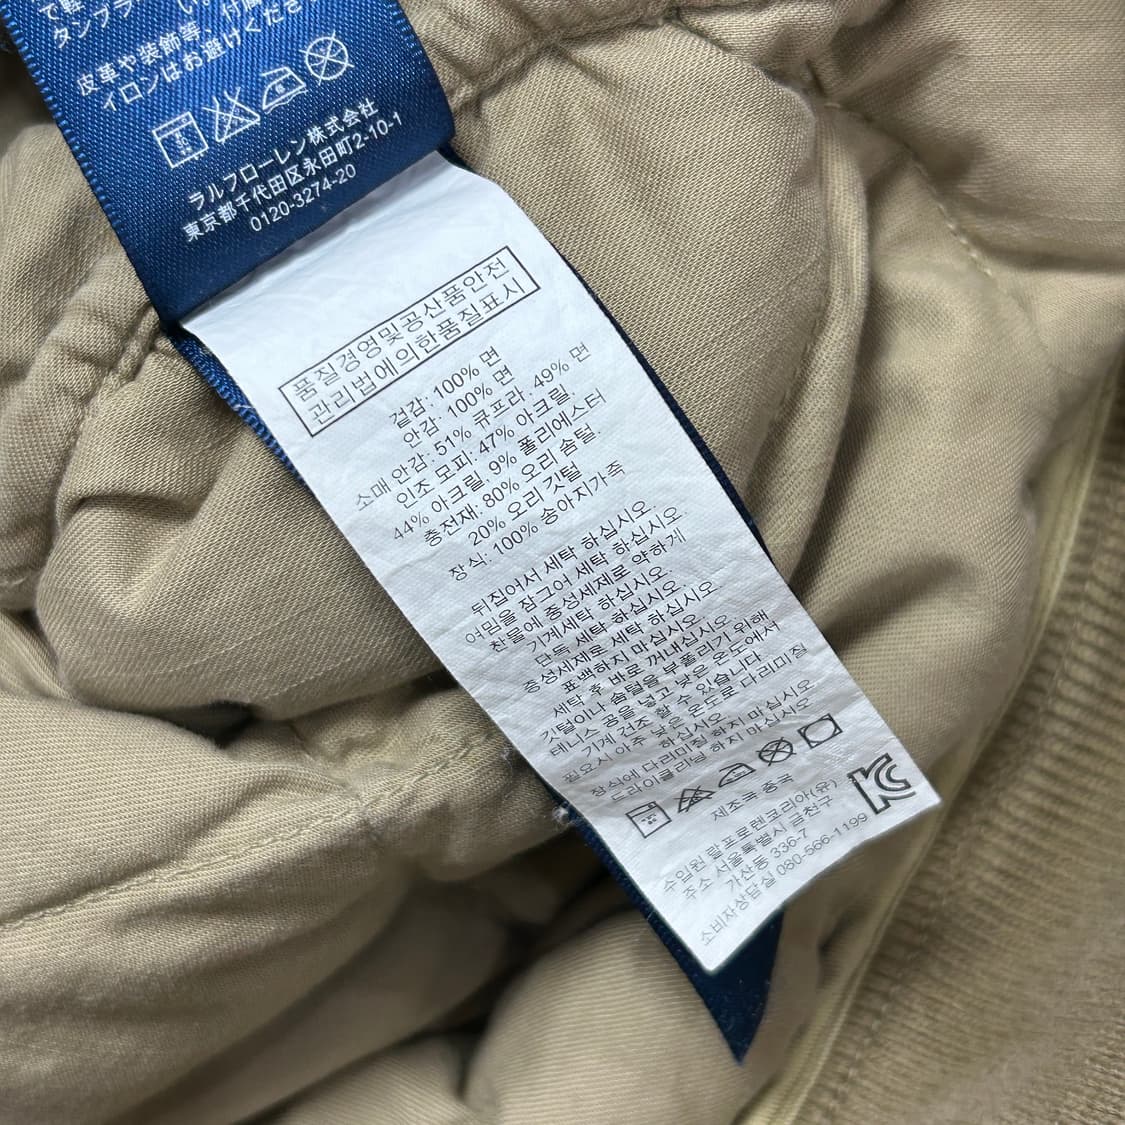 て軽
タンブラー
い。付属
皮革や装飾等、
イロンはお避けくださ
ラルフローレン株式会社
東京都千代田区永田町2-10-1
0120-3274-20
품질경영및공산품안전
관리법에의한품질표시
겉감: 100% 면
안감: 100% 면
소매 안감: 51% 큐프라, 49% 면
인조 모피: 47% 아크릴,
44% 아크릴, 9% 폴리에스터
충전재: 80% 오리 솜털,
20% 오리 깃털
장식: 100% 송아지가죽
뒤집어서 세탁 하십시오.
여밈을 잠그어 세탁 하십시오.
찬물에 중성세제로 약하게
기계세탁 하십시오.
단독 세탁 하십시오.
중성세제로 세탁 하십시오.
표백하지 마십시오.
세탁 후 바로 꺼내십시오.
깃털이나 솜털을 부풀리기 위해
테니스 공을 넣고 낮은 온도에서
기계 건조 할 수 있습니다.
필요시 아주 낮은 온도로 다리미질
하십시오.
장식에 다리미질 하지 마십시오.
드라이클리닝 하지 마십시오.
제조국 중국
수입원 랄프로렌코리아(유)
주소 서울특별시 금천구
가산동 336-7
소비자상담실 080-566-1199